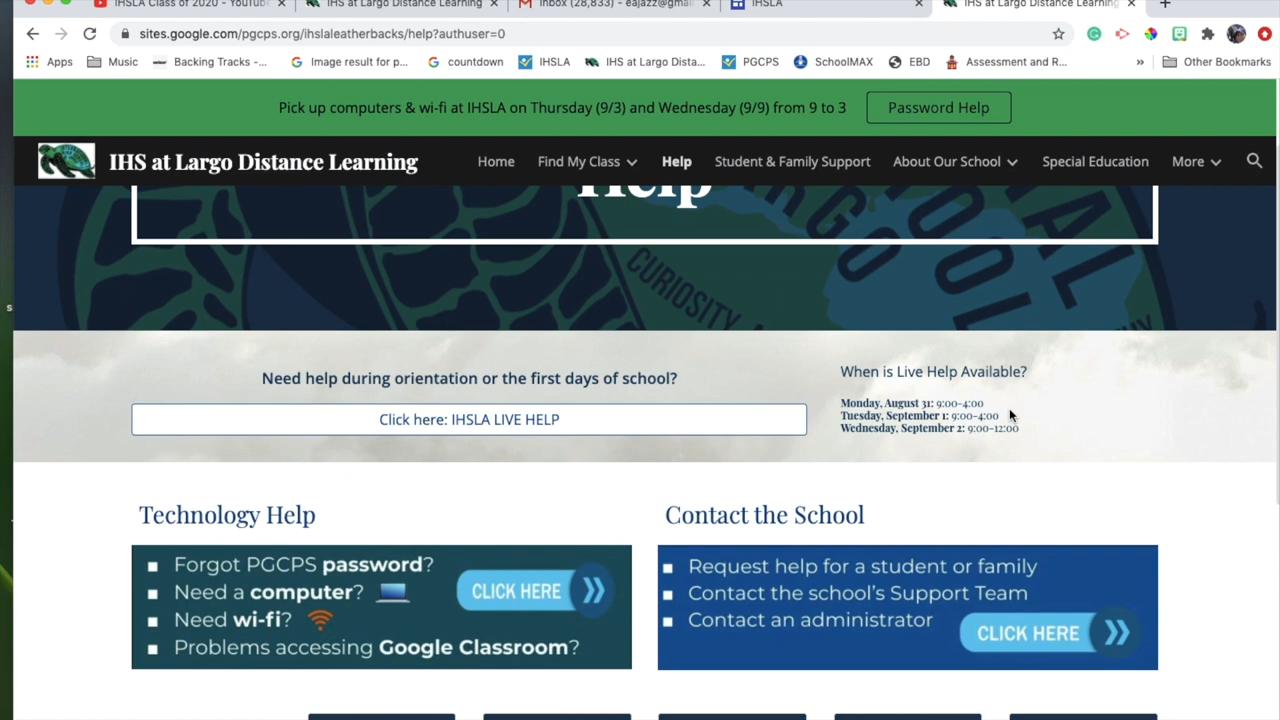 IHSLA Class of 2020 - YouTube
IHS at Largo Distance Learning
Inbox (28,833) - eajazz@gmai
IHSLA
IHS at Largo Distance Learning
sites.google.com/pgcps.org/ihslaleatherbacks/help?authuser=0
Apps
Music
Backing Tracks -...
Image result for p...
countdown
IHSLA
IHS at Largo Dista...
PGCPS
SchoolMAX
EBD
Assessment and R...
Other Bookmarks
Pick up computers & wi-fi at IHSLA on Thursday (9/3) and Wednesday (9/9) from 9 to 3
Password Help
IHS at Largo Distance Learning
Home
Find My Class
Help
Student & Family Support
About Our School
Special Education
More
Help
LARGO
CURIOSITY
Need help during orientation or the first days of school?
Click here: IHSLA LIVE HELP
When is Live Help Available?
Monday, August 31: 9:00-4:00
Tuesday, September 1: 9:00-4:00
Wednesday, September 2: 9:00-12:00
Technology Help
▪ Forgot PGCPS password?
▪ Need a computer?
▪ Need wi-fi?
▪ Problems accessing Google Classroom?
CLICK HERE
Contact the School
▪ Request help for a student or family
▪ Contact the school's Support Team
▪ Contact an administrator
CLICK HERE